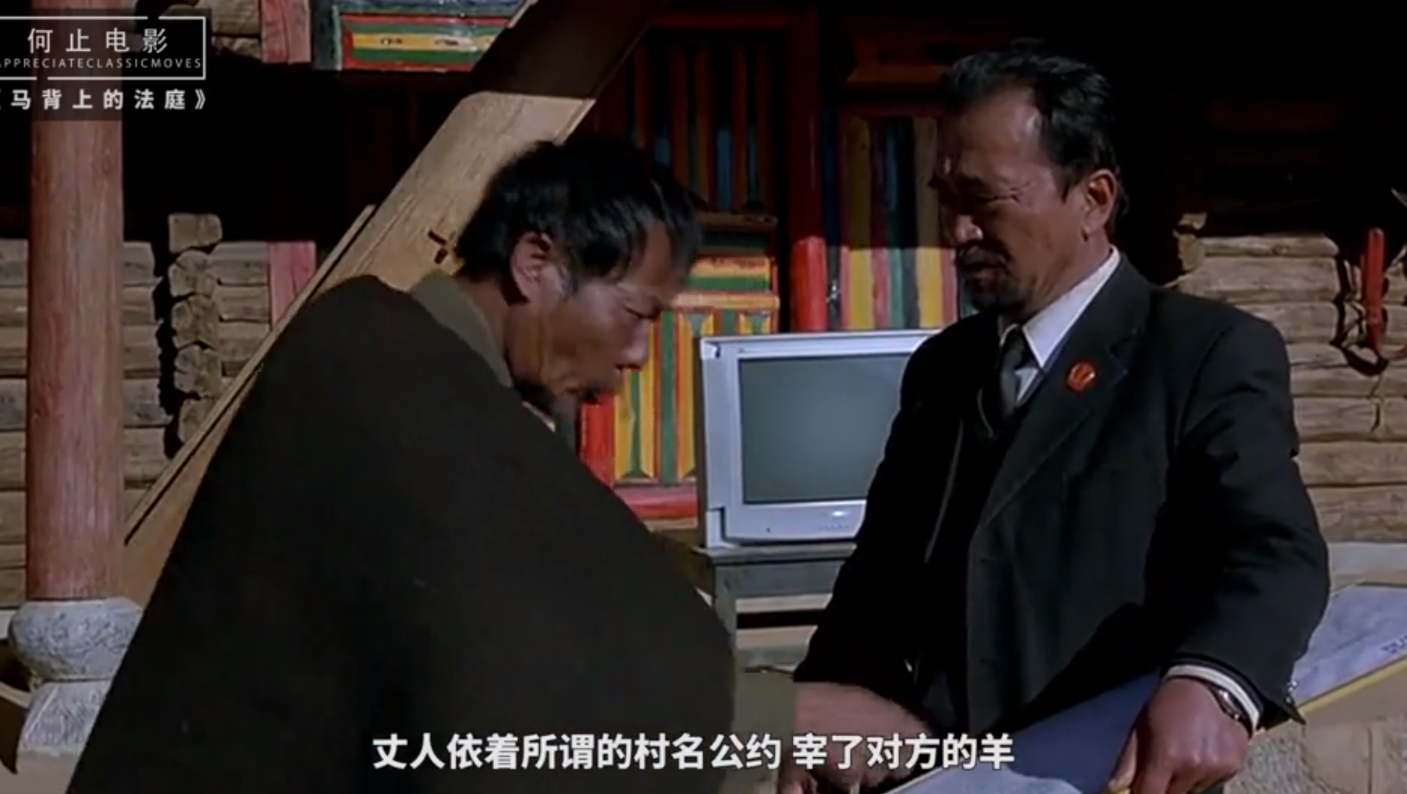 何止电影
APPRECIATECLASSICMOVES
《马背上的法庭》
丈人依着所谓的村名公约 宰了对方的羊